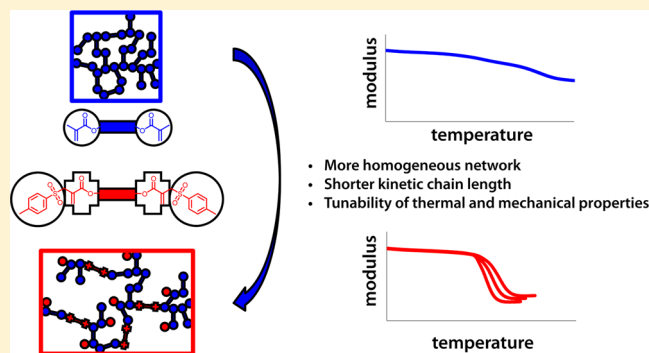 modulus
temperature
• More homogeneous network
• Shorter kinetic chain length
• Tunability of thermal and mechanical properties
modulus
temperature